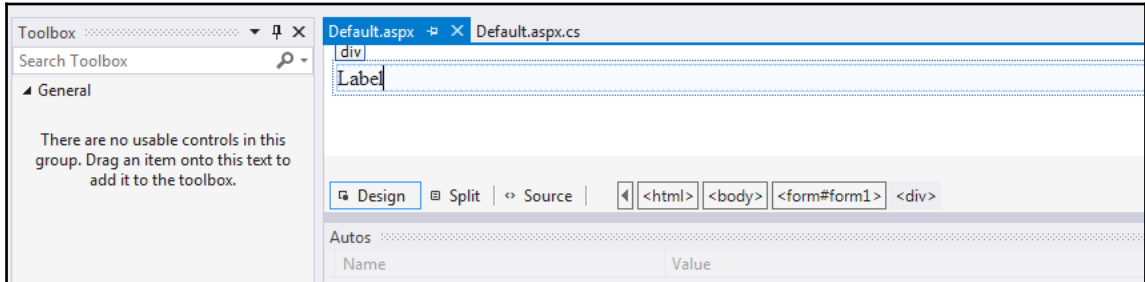 Toolbox
Search Toolbox
General
There are no usable controls in this
group. Drag an item onto this text to
add it to the toolbox.
Default.aspx Default.aspx.cs
div
Label
Design Split Source <html> <body> <form#form1> <div>
Autos
Name Value